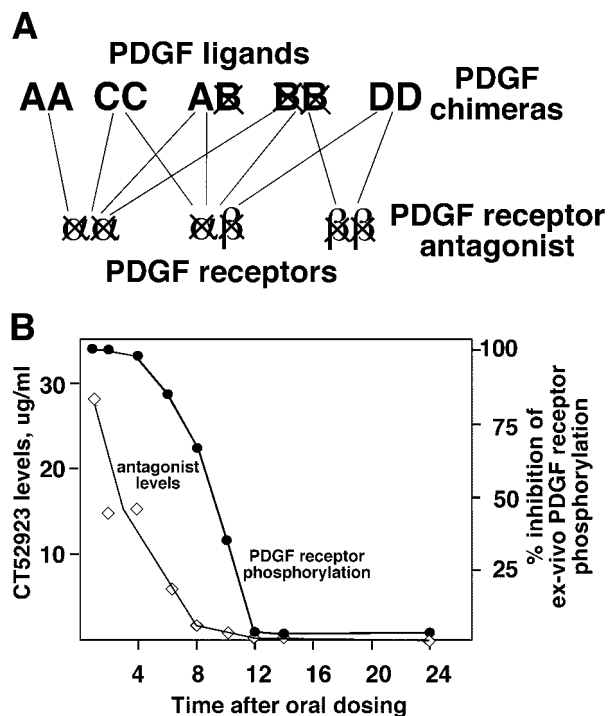 A
PDGF ligands
AA CC AB BB DD
PDGF
chimeras
αα αβ ββ
PDGF receptor
antagonist
PDGF receptors
B
CT52923 levels, ug/ml
30
20
10
antagonist
levels
PDGF receptor
phosphorylation
100
75
50
25
% inhibition of
ex-vivo PDGF receptor
phosphorylation
4 8 12 16 20 24
Time after oral dosing